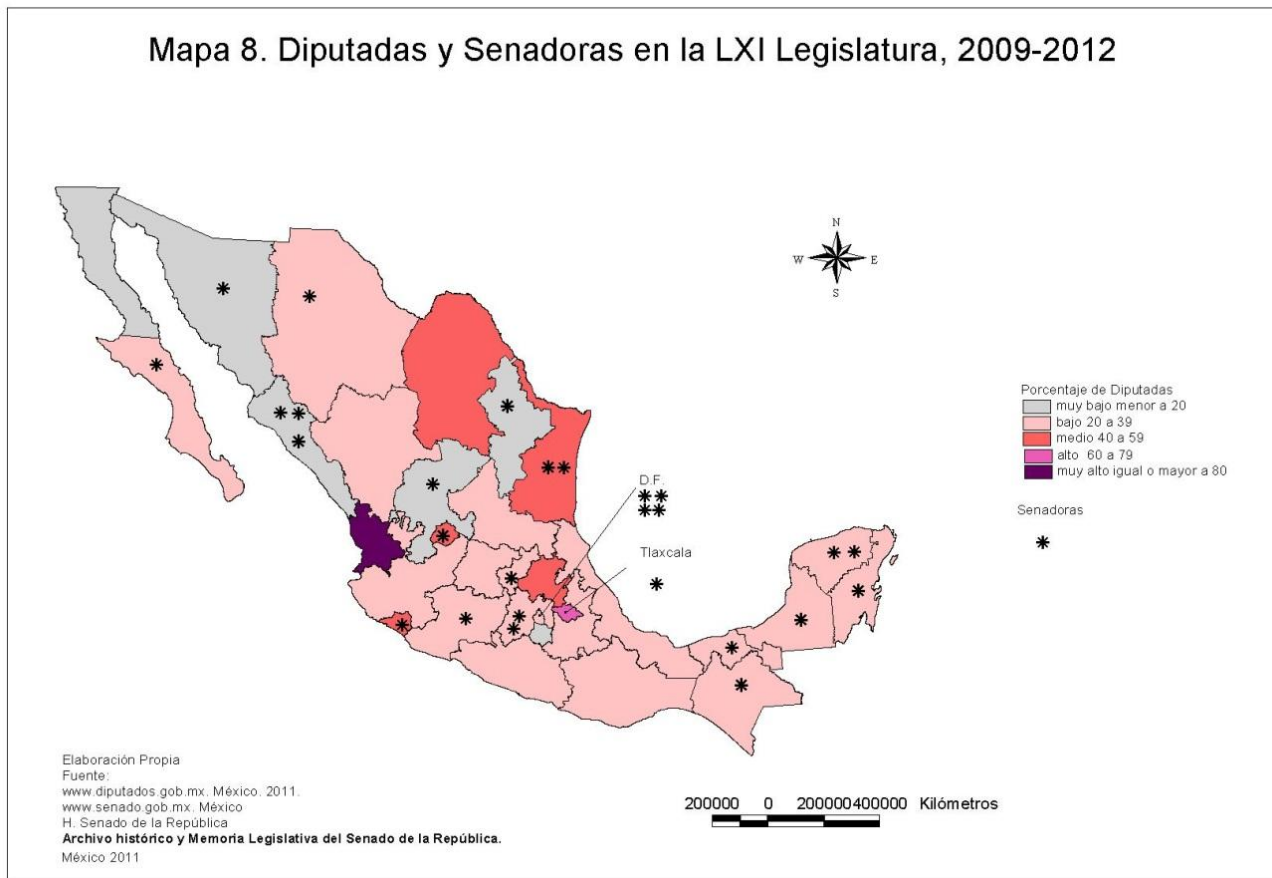 Mapa 8. Diputadas y Senadoras en la LXI Legislatura, 2009-2012
N
W E
S
Porcentaje de Diputadas
muy bajo menor a 20
bajo 20 a 39
medio 40 a 59
alto 60 a 79
muy alto igual o mayor a 80
Senadoras
D.F.
Tlaxcala
Elaboración Propia
Fuente:
www.diputados.gob.mx. México. 2011.
www.senado.gob.mx. México
H. Senado de la República
Archivo histórico y Memoria Legislativa del Senado de la República.
México 2011
200000 0 200000400000 Kilómetros